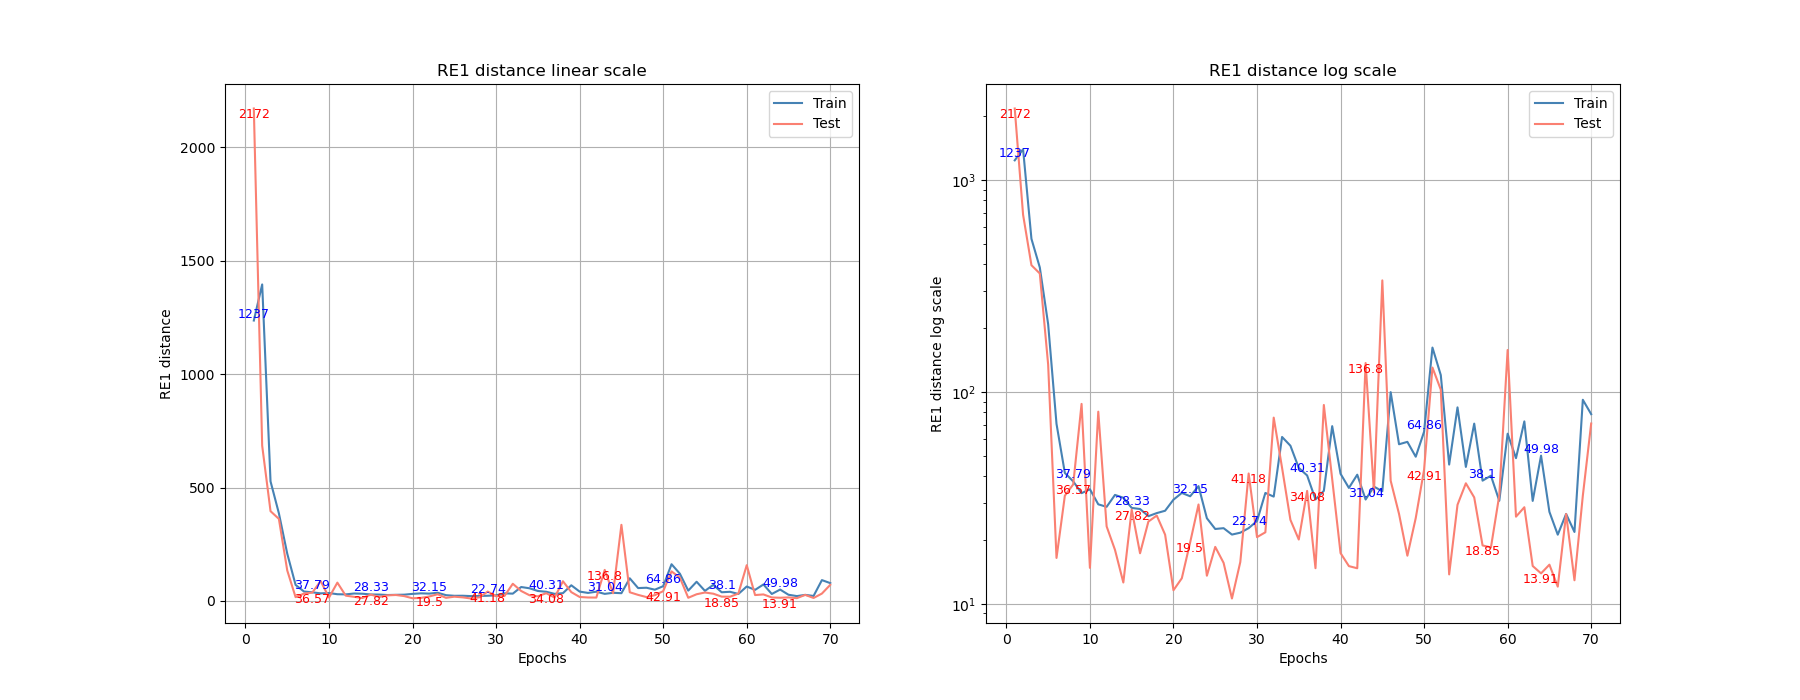 RE1 distance linear scale
RE1 distance
2000
1500
1000
500
0
0 10 20 30 40 50 60 70
Epochs
Train
Test
2172
1237
37.79 28.33 32.15 22.74 40.31 31.04 64.86 38.1 49.98
36.57 27.82 19.5 41.18 34.08 136.8 42.91 18.85 13.91
RE1 distance log scale
RE1 distance log scale
10³
10²
10¹
0 10 20 30 40 50 60 70
Epochs
Train
Test
2172
1237
37.79 28.33 32.15 22.74 40.31 31.04 64.86 38.1 49.98
36.57 27.82 19.5 41.18 34.08 136.8 42.91 18.85 13.91